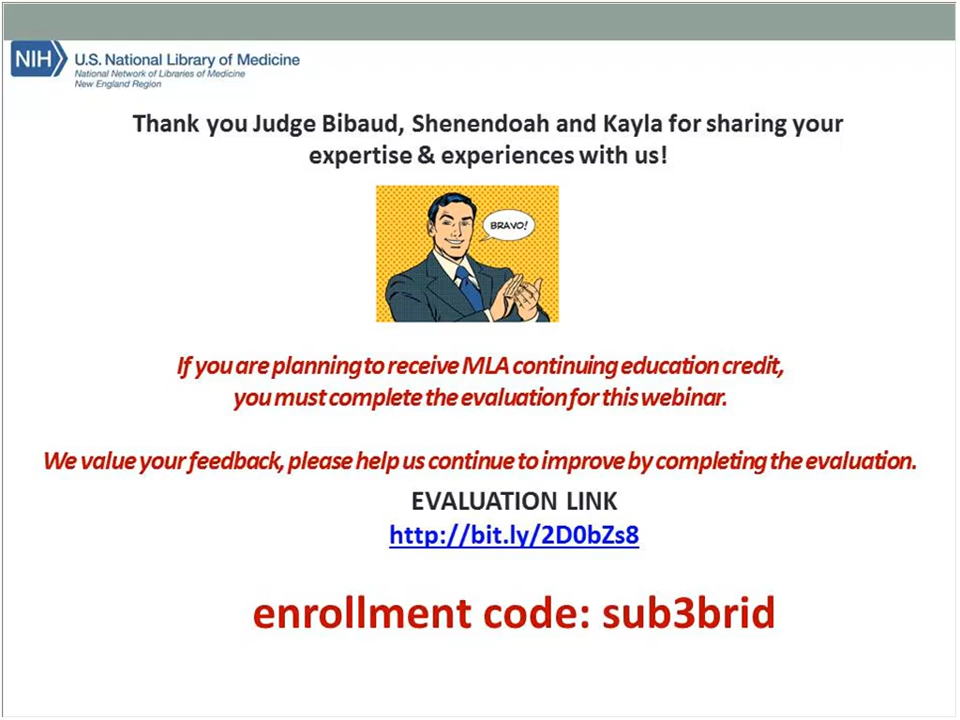 NIH
U.S. National Library of Medicine
National Network of Libraries of Medicine
New England Region
Thank you Judge Bibaud, Shenendoah and Kayla for sharing your
expertise & experiences with us!
BRAVO!
If you are planning to receive MLA continuing education credit,
you must complete the evaluation for this webinar.
We value your feedback, please help us continue to improve by completing the evaluation.
EVALUATION LINK
http://bit.ly/2D0bZs8
enrollment code: sub3brid